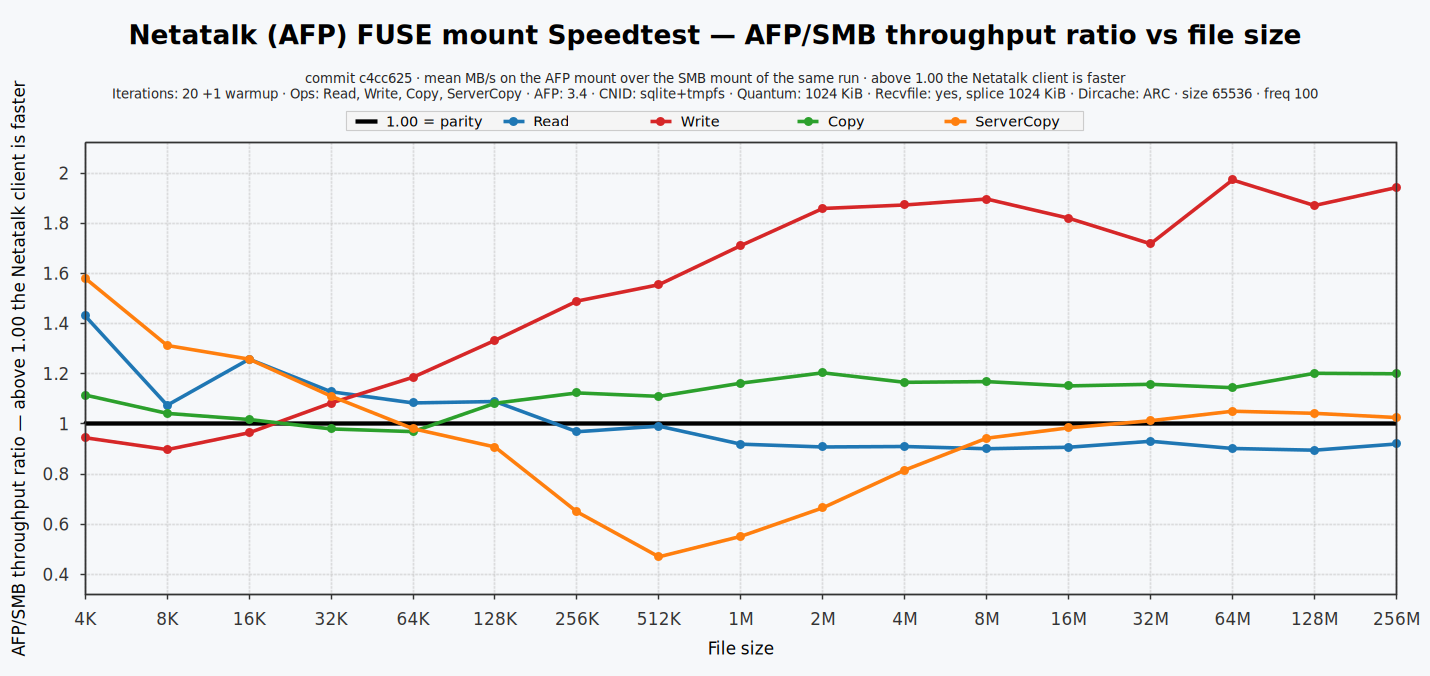 Netatalk (AFP) FUSE mount Speedtest — AFP/SMB throughput ratio vs file size
commit c4cc625 · mean MB/s on the AFP mount over the SMB mount of the same run · above 1.00 the Netatalk client is faster
Iterations: 20 +1 warmup · Ops: Read, Write, Copy, ServerCopy · AFP: 3.4 · CNID: sqlite+tmpfs · Quantum: 1024 KiB · Recvfile: yes, splice 1024 KiB · Dircache: ARC · size 65536 · freq 100
1.00 = parity Read Write Copy ServerCopy
AFP/SMB throughput ratio — above 1.00 the Netatalk client is faster
2
1.8
1.6
1.4
1.2
1
0.8
0.6
0.4
4K 8K 16K 32K 64K 128K 256K 512K 1M 2M 4M 8M 16M 32M 64M 128M 256M
File size